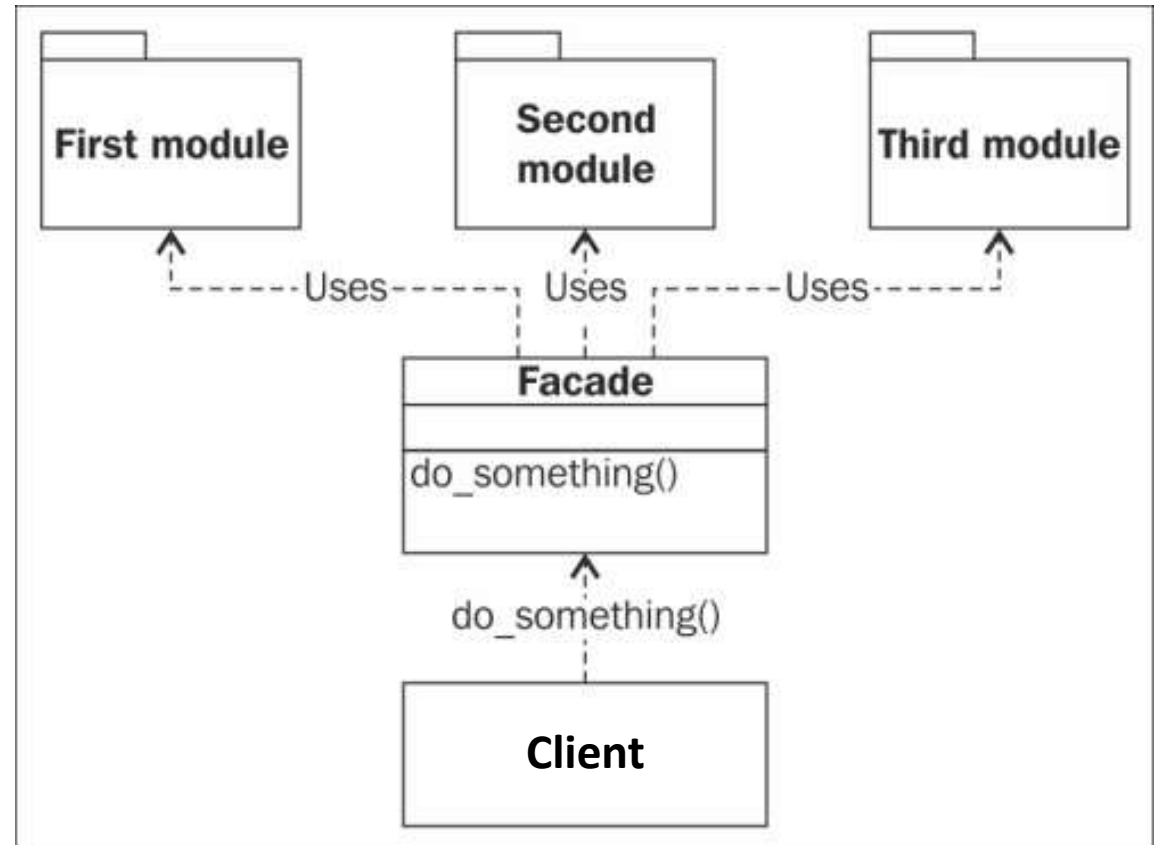 First module
Second
module
Third module
Uses
Uses
Uses
Facade
do_something()
do_something()
Client